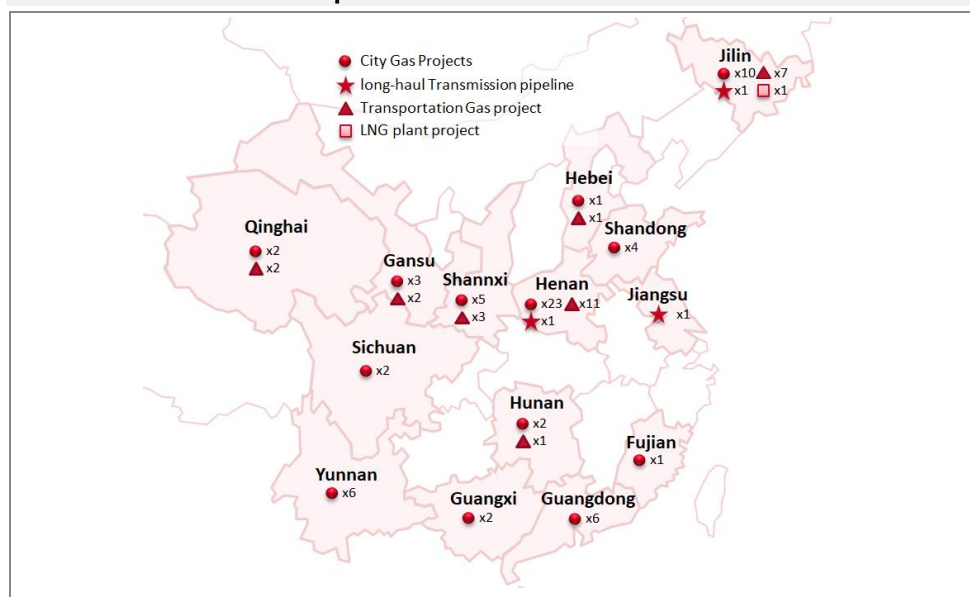 City Gas Projects
long-haul Transmission pipeline
Transportation Gas project
LNG plant project
Jilin
x10 x7
x1 x1
Hebei
x1
x1
Shandong
x4
Qinghai
x2
x2
Gansu
x3
x2
Shannxi
x5
x3
Henan
x23 x11
x1
Jiangsu
x1
Sichuan
x2
Hunan
x2
x1
Fujian
x1
Yunnan
x6
Guangxi
x2
Guangdong
x6